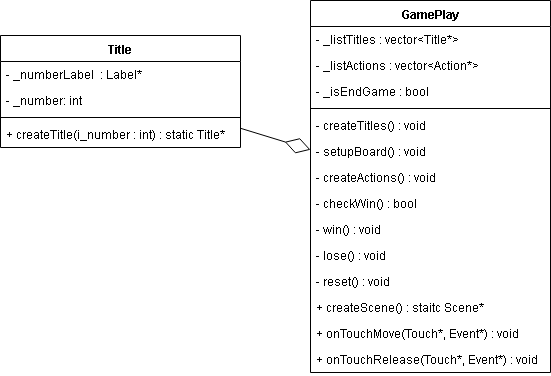 Title
- _numberLabel : Label*
- _number: int
+ createTitle(i_number : int) : static Title*
GamePlay
- _listTitles : vector<Title*>
- _listActions : vector<Action*>
- _isEndGame : bool
- createTitles() : void
- setupBoard() : void
- createActions() : void
- checkWin() : bool
- win() : void
- lose() : void
- reset() : void
+ createScene() : staitc Scene*
+ onTouchMove(Touch*, Event*) : void
+ onTouchRelease(Touch*, Event*) : void